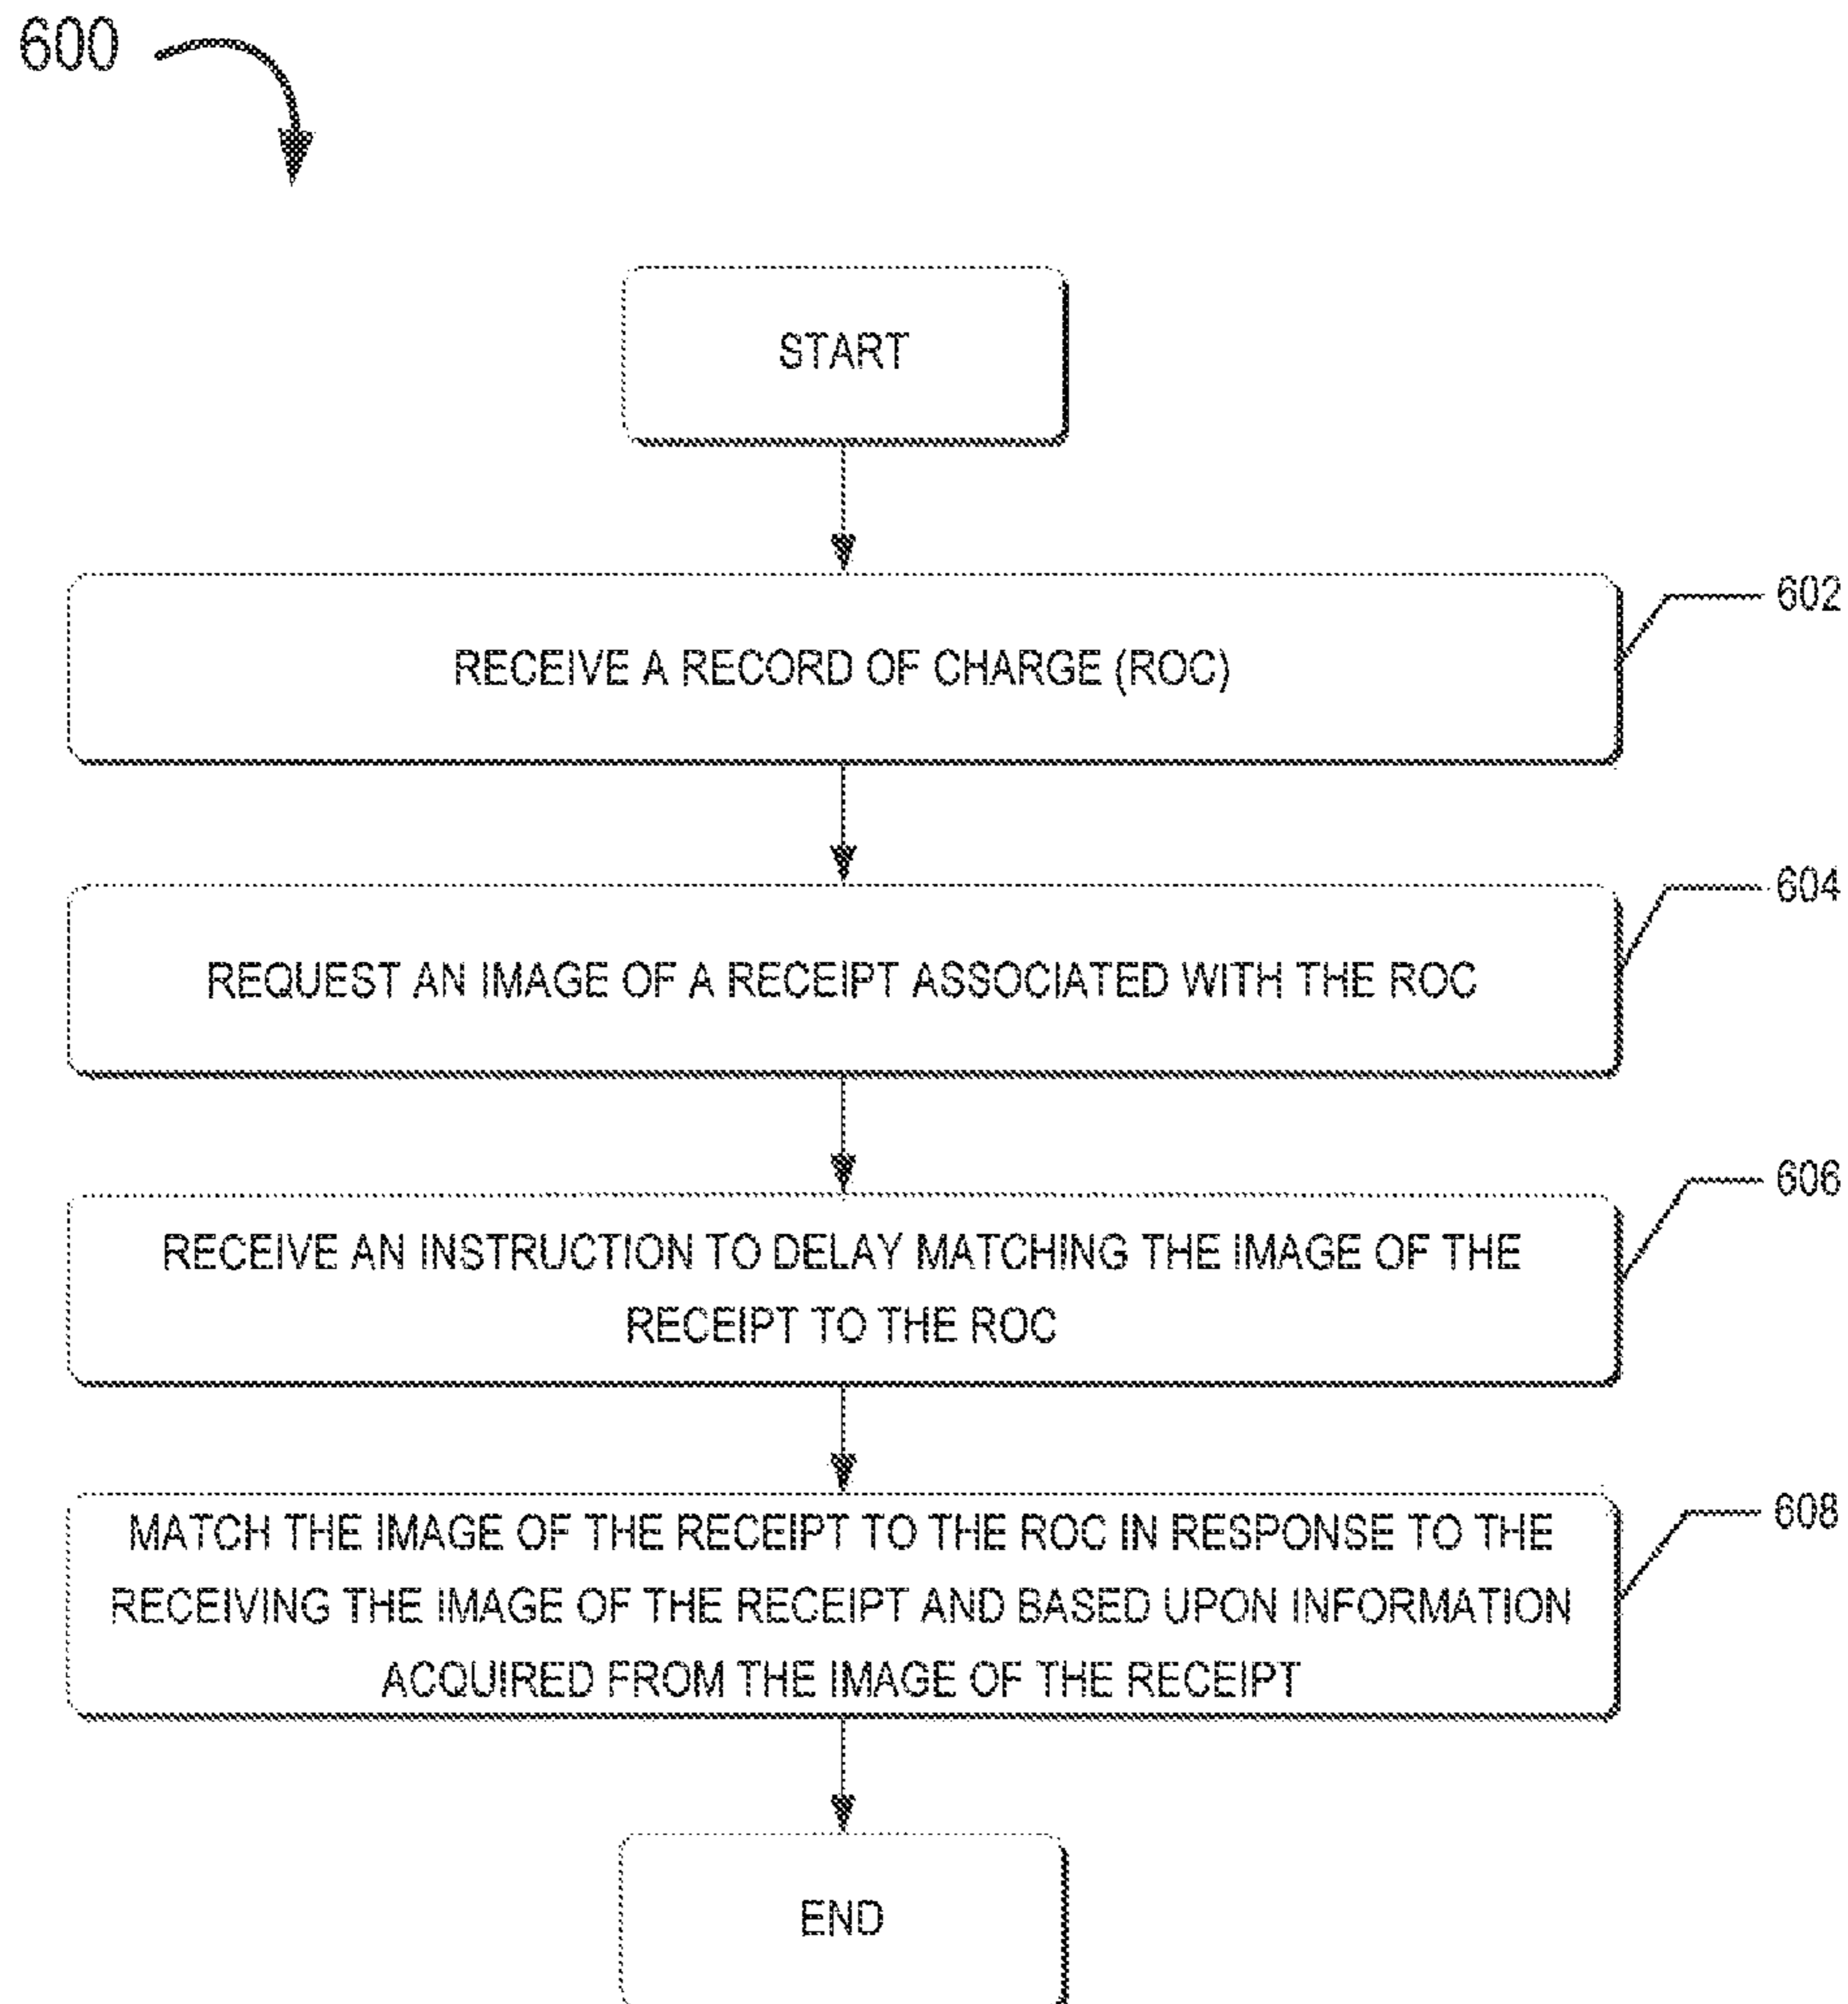 600
START
RECEIVE A RECORD OF CHARGE (ROC)
602
REQUEST AN IMAGE OF A RECEIPT ASSOCIATED WITH THE ROC
604
RECEIVE AN INSTRUCTION TO DELAY MATCHING THE IMAGE OF THE
RECEIPT TO THE ROC
606
MATCH THE IMAGE OF THE RECEIPT TO THE ROC IN RESPONSE TO THE
RECEIVING THE IMAGE OF THE RECEIPT AND BASED UPON INFORMATION
ACQUIRED FROM THE IMAGE OF THE RECEIPT
608
END